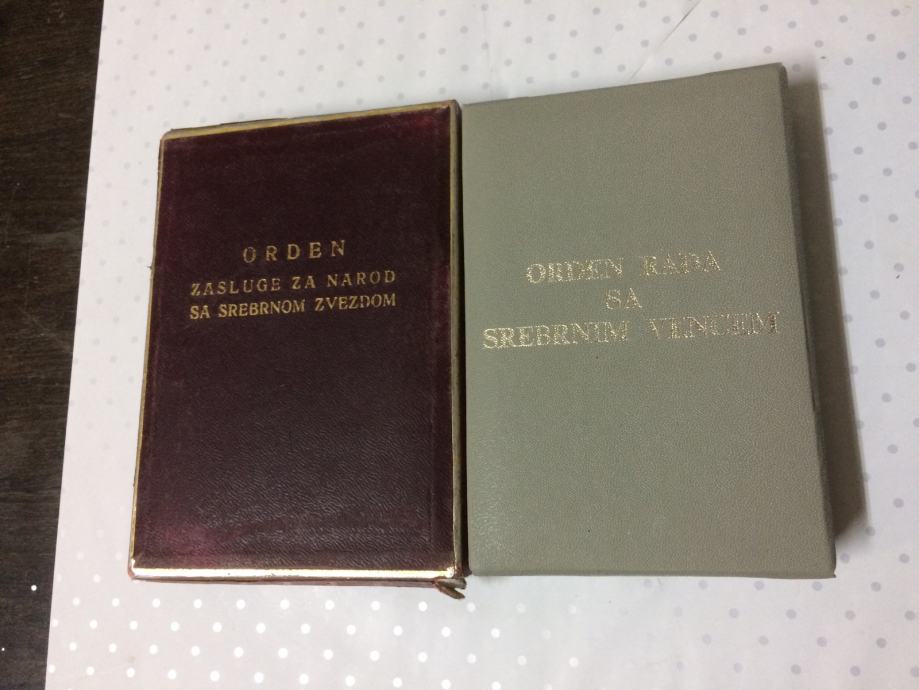 ORDEN
ZASLUGE ZA NAROD
SA SREBRNOM ZVEZDOM
ORDEN RADA
SA
SREBRNIM VENCEM